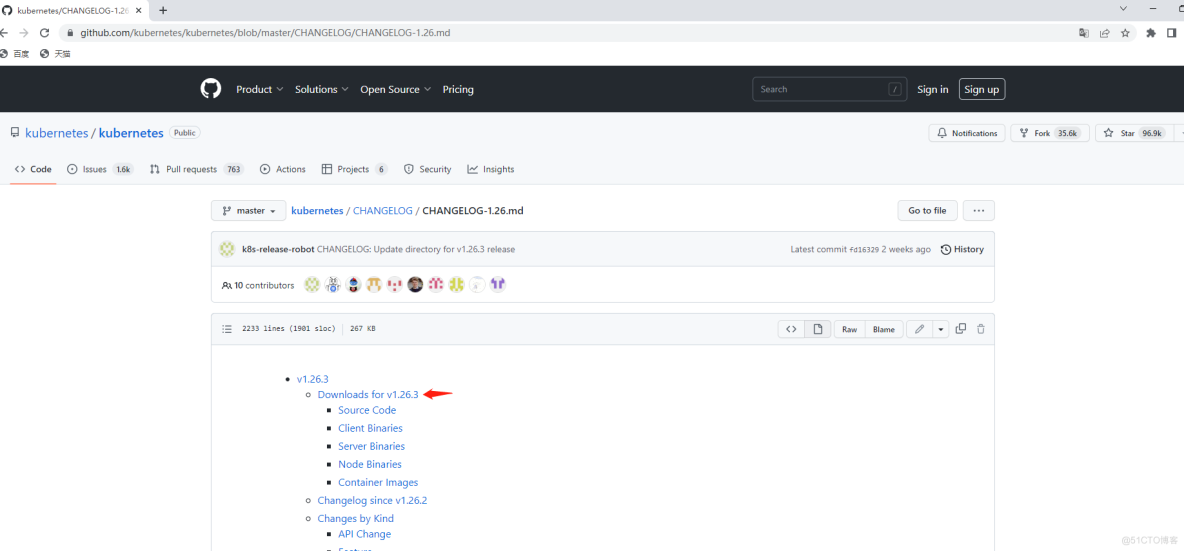 kubernetes/CHANGELOG-1.26
github.com/kubernetes/kubernetes/blob/master/CHANGELOG/CHANGELOG-1.26.md
百度 天猫
Product Solutions Open Source Pricing Search / Sign in Sign up
kubernetes / kubernetes Public Notifications Fork 35.6k Star 96.9k
Code Issues 1.6k Pull requests 763 Actions Projects 6 Security Insights
master kubernetes / CHANGELOG / CHANGELOG-1.26.md Go to file ...
k8s-release-robot CHANGELOG: Update directory for v1.26.3 release Latest commit fd16329 2 weeks ago History
10 contributors
2233 lines (1901 sloc) 267 KB <> Raw Blame
v1.26.3
Downloads for v1.26.3
Source Code
Client Binaries
Server Binaries
Node Binaries
Container Images
Changelog since v1.26.2
Changes by Kind
API Change
Feature
@51CTO博客